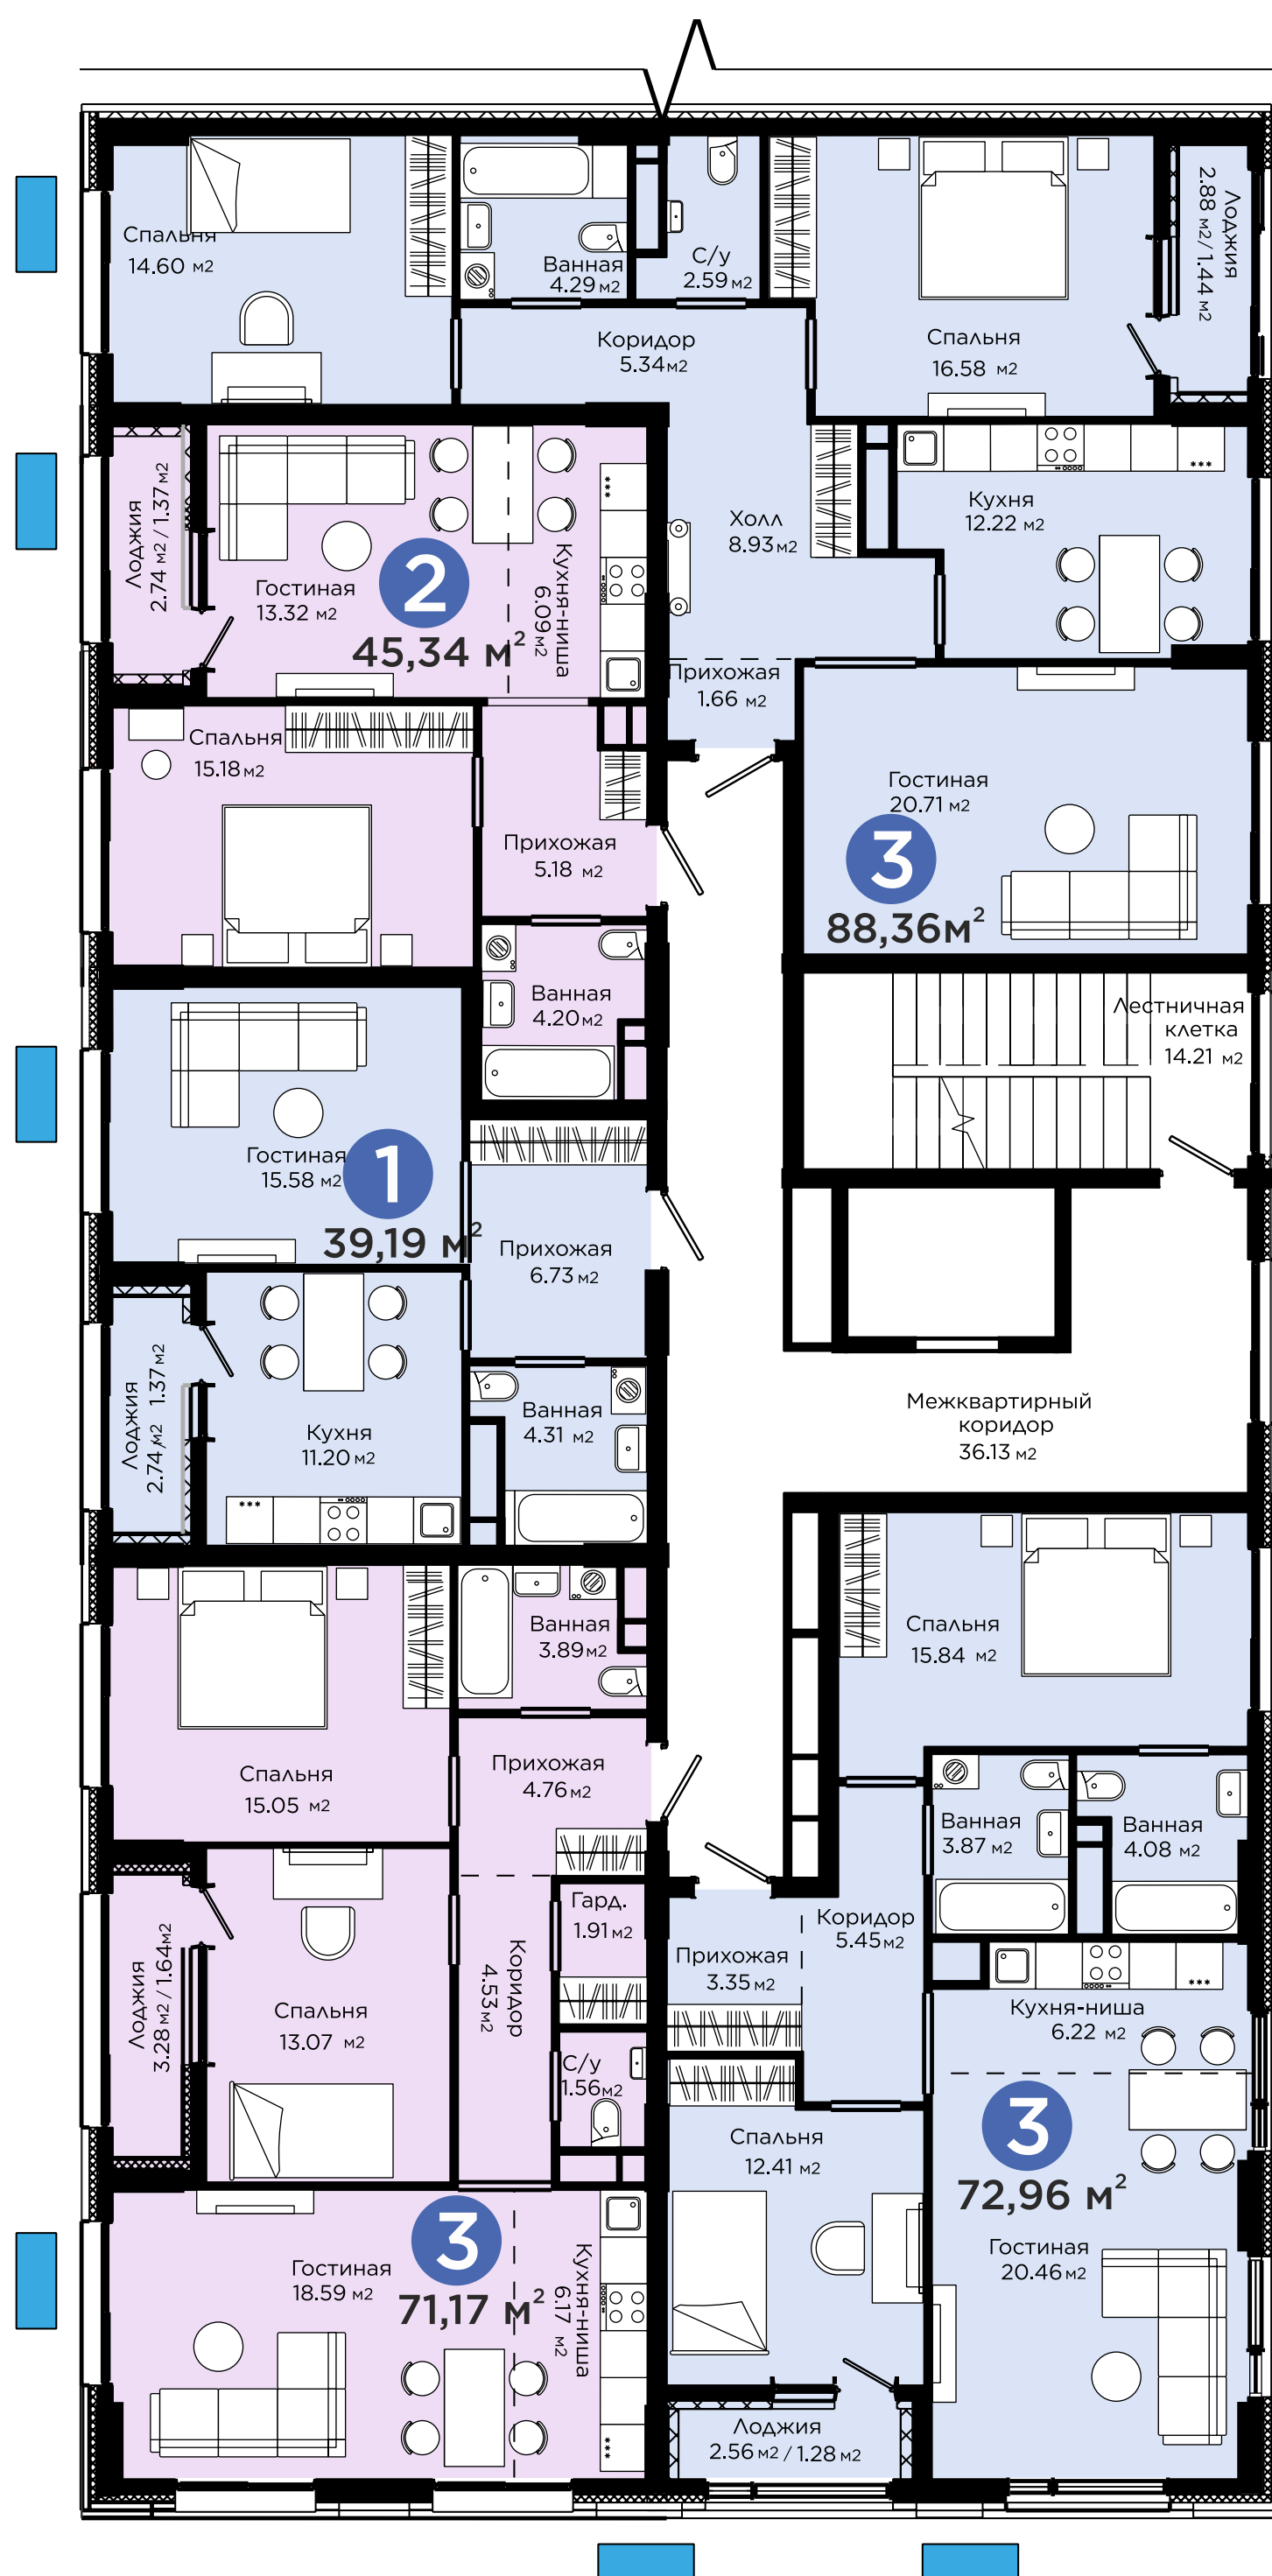 Спальня
14.60 м2
Ванная
4.29 м2
С/у
2.59 м2
Коридор
5.34 м2
Спальня
16.58 м2
Лоджия
2.88 м2 / 1.44 м2
Лоджия
2.74 м2 / 1.37 м2
Гостиная
13.32 м2
2
45,34 м²
Кухня-ниша
6.09 м2
Холл
8.93 м2
Кухня
12.22 м2
Прихожая
1.66 м2
Спальня
15.18 м2
Прихожая
5.18 м2
Гостиная
20.71 м2
3
88,36м²
Ванная
4.20 м2
Лестничная
клетка
14.21 м2
Гостиная
15.58 м2
1
39,19 м²
Прихожая
6.73 м2
Лоджия
2.74 м2 / 1.37 м2
Кухня
11.20 м2
Ванная
4.31 м2
Межквартирный
коридор
36.13 м2
Спальня
15.05 м2
Ванная
3.89 м2
Прихожая
4.76 м2
Спальня
15.84 м2
Ванная
3.87 м2
Ванная
4.08 м2
Лоджия
3.28 м2 / 1.64 м2
Спальня
13.07 м2
Коридор
4.53 м2
Гард.
1.91 м2
С/у
1.56 м2
Прихожая
3.35 м2
Коридор
5.45 м2
Кухня-ниша
6.22 м2
Спальня
12.41 м2
3
72,96 м²
Гостиная
20.46 м2
Гостиная
18.59 м2
3
71,17 м²
Кухня-ниша
6.17 м2
Лоджия
2.56 м2 / 1.28 м2